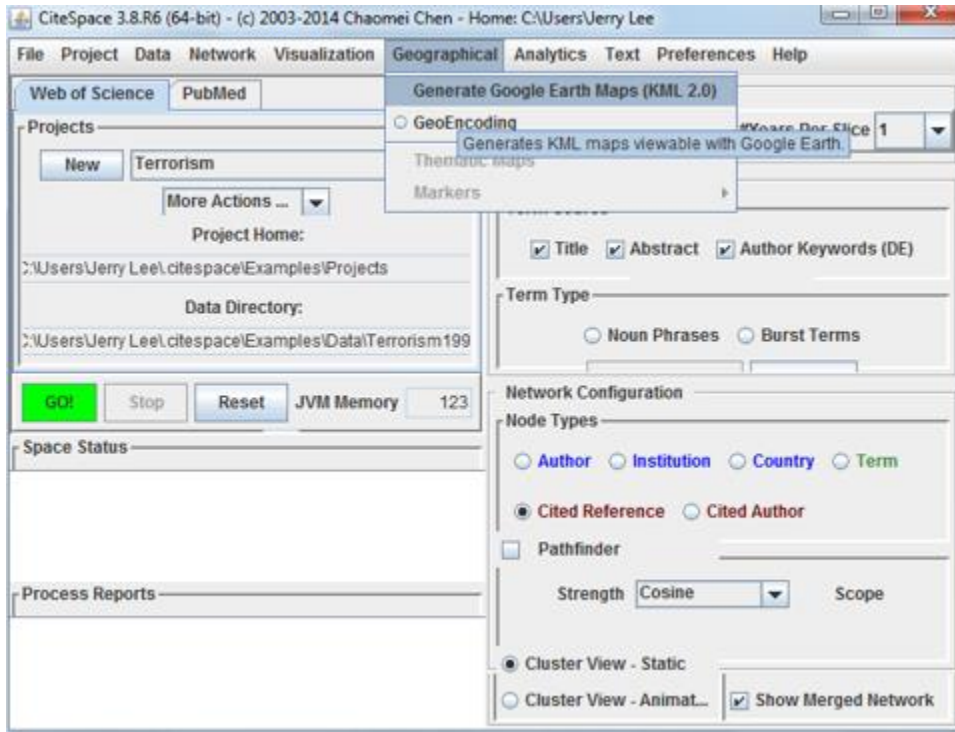 CiteSpace 3.8.R6 (64-bit) - (c) 2003-2014 Chaomei Chen - Home: C:\Users\Jerry Lee
File Project Data Network Visualization Geographical Analytics Text Preferences Help
Web of Science PubMed
Generate Google Earth Maps (KML 2.0)
Projects
GeoEncoding
#Years Per Slice 1
Generates KML maps viewable with Google Earth.
New Terrorism
Thematic Maps
More Actions ...
Markers
Project Home:
Title Abstract Author Keywords (DE)
C:\Users\Jerry Lee\.citespace\Examples\Projects
Data Directory:
Term Type
C:\Users\Jerry Lee\.citespace\Examples\Data\Terrorism199
Noun Phrases Burst Terms
GO! Stop Reset JVM Memory 123
Network Configuration
Node Types
Space Status
Author Institution Country Term
Cited Reference Cited Author
Pathfinder
Process Reports
Strength Cosine Scope
Cluster View - Static
Cluster View - Animat... Show Merged Network